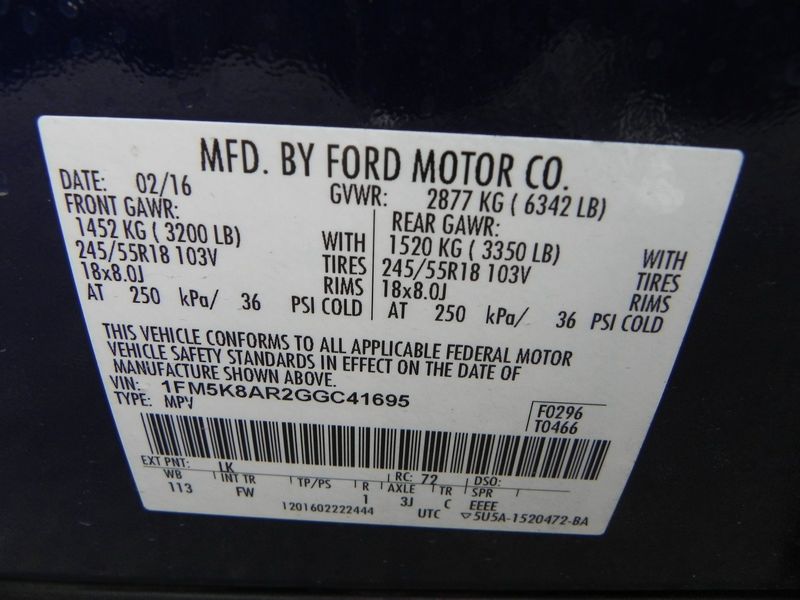 MFD. BY FORD MOTOR CO.
DATE: 02/16 GVWR: 2877 KG ( 6342 LB)
FRONT GAWR: REAR GAWR:
1452 KG ( 3200 LB) WITH 1520 KG ( 3350 LB) WITH
245/55R18 103V TIRES 245/55R18 103V TIRES
18x8.0J RIMS 18x8.0J RIMS
AT 250 kPa/ 36 PSI COLD AT 250 kPa/ 36 PSI COLD
THIS VEHICLE CONFORMS TO ALL APPLICABLE FEDERAL MOTOR
VEHICLE SAFETY STANDARDS IN EFFECT ON THE DATE OF
MANUFACTURE SHOWN ABOVE.
VIN: 1FM5K8AR2GGC41695 F0296
TYPE: MPV T0466
EXT PNT: LK RC: 72 DSO:
WB INT TR TP/PS R AXLE TR SPR
113 FW 1 3J C EEEE
1201602222444 UTC ▽5U5A-1520472-BA